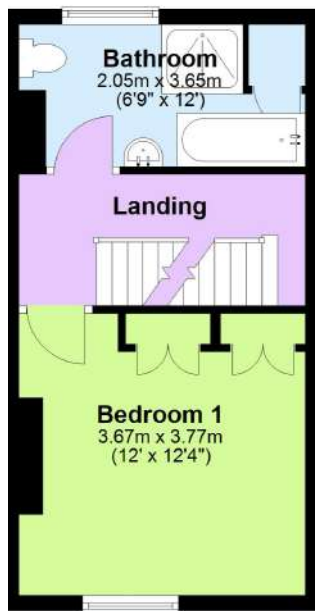 Bathroom
2.05m x 3.65m
(6'9" x 12')
Landing
Bedroom 1
3.67m x 3.77m
(12' x 12'4")